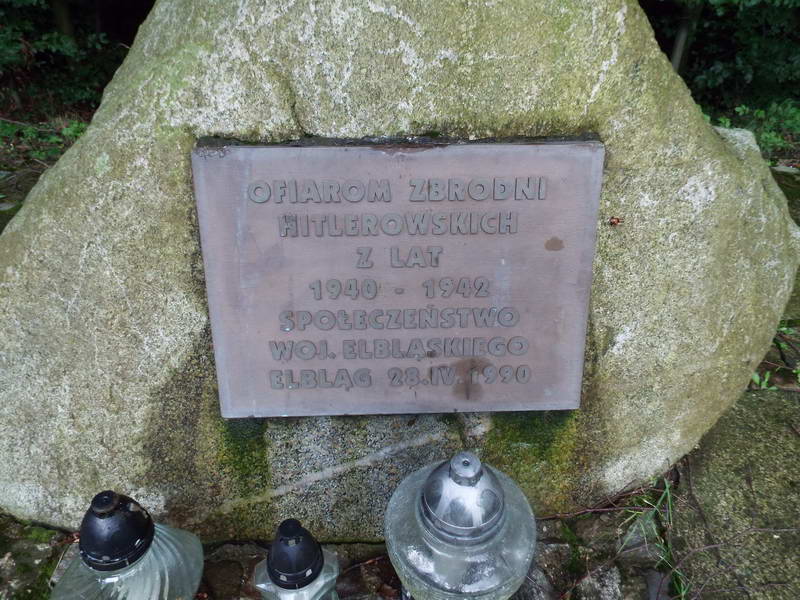 OFIAROM ZBRODNI
HITLEROWSKICH
Z LAT
1940 - 1942
SPOŁECZEŃSTWO
WOJ. ELBLĄSKIEGO
ELBLĄG 28.IV.1990